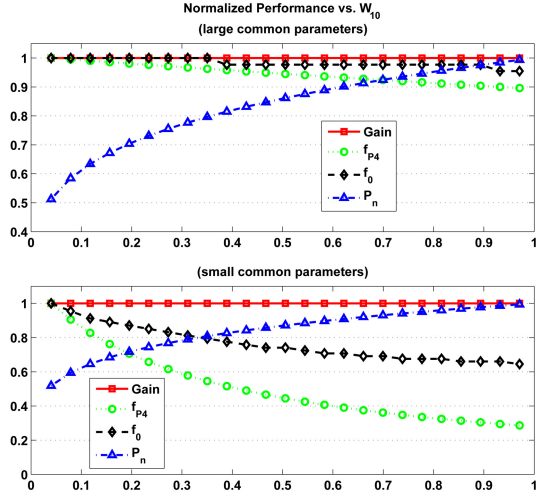 Normalized Performance vs. W10
(large common parameters)
1
0.9
0.8
0.7
0.6
0.5
0.4
Gain
fP4
f0
Pn
0 0.1 0.2 0.3 0.4 0.5 0.6 0.7 0.8 0.9 1
(small common parameters)
1
0.8
0.6
0.4
0.2
0
Gain
fP4
f0
Pn
0 0.1 0.2 0.3 0.4 0.5 0.6 0.7 0.8 0.9 1